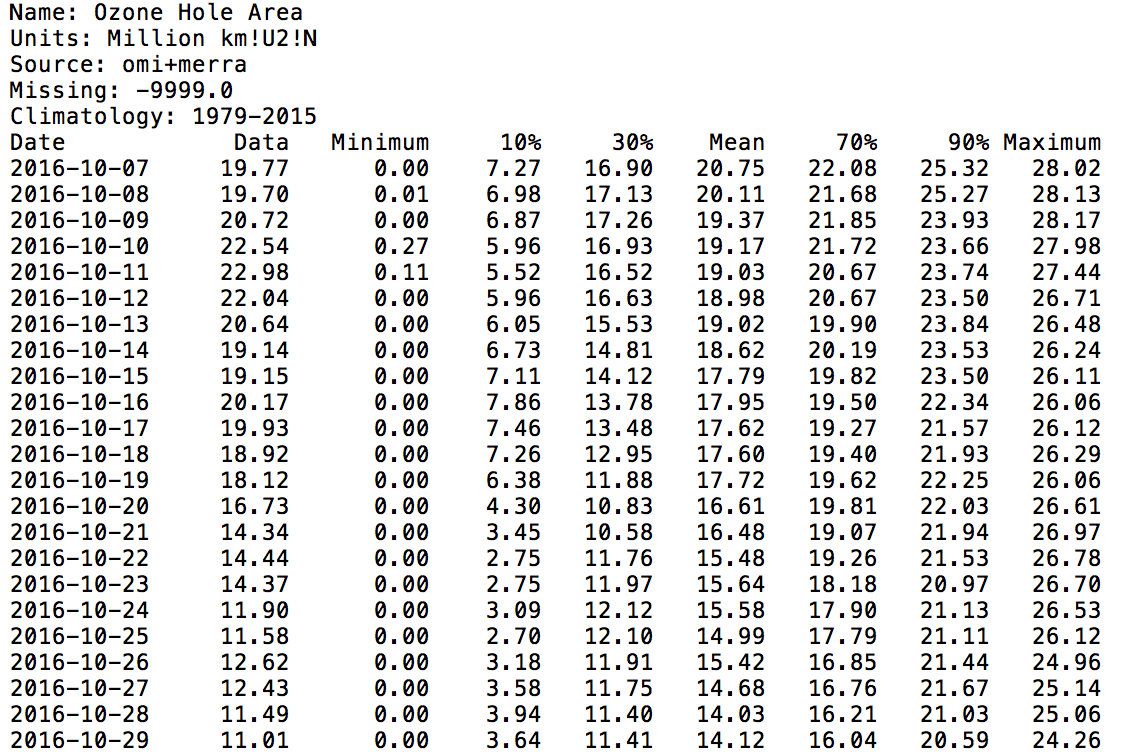 Name: Ozone Hole Area
Units: Million km!U2!N
Source: omi+merra
Missing: -9999.0
Climatology: 1979-2015
Date Data Minimum 10% 30% Mean 70% 90% Maximum
2016-10-07 19.77 0.00 7.27 16.90 20.75 22.08 25.32 28.02
2016-10-08 19.70 0.01 6.98 17.13 20.11 21.68 25.27 28.13
2016-10-09 20.72 0.00 6.87 17.26 19.37 21.85 23.93 28.17
2016-10-10 22.54 0.27 5.96 16.93 19.17 21.72 23.66 27.98
2016-10-11 22.98 0.11 5.52 16.52 19.03 20.67 23.74 27.44
2016-10-12 22.04 0.00 5.96 16.63 18.98 20.67 23.50 26.71
2016-10-13 20.64 0.00 6.05 15.53 19.02 19.90 23.84 26.48
2016-10-14 19.14 0.00 6.73 14.81 18.62 20.19 23.53 26.24
2016-10-15 19.15 0.00 7.11 14.12 17.79 19.82 23.50 26.11
2016-10-16 20.17 0.00 7.86 13.78 17.95 19.50 22.34 26.06
2016-10-17 19.93 0.00 7.46 13.48 17.62 19.27 21.57 26.12
2016-10-18 18.92 0.00 7.26 12.95 17.60 19.40 21.93 26.29
2016-10-19 18.12 0.00 6.38 11.88 17.72 19.62 22.25 26.06
2016-10-20 16.73 0.00 4.30 10.83 16.61 19.81 22.03 26.61
2016-10-21 14.34 0.00 3.45 10.58 16.48 19.07 21.94 26.97
2016-10-22 14.44 0.00 2.75 11.76 15.48 19.26 21.53 26.78
2016-10-23 14.37 0.00 2.75 11.97 15.64 18.18 20.97 26.70
2016-10-24 11.90 0.00 3.09 12.12 15.58 17.90 21.13 26.53
2016-10-25 11.58 0.00 2.70 12.10 14.99 17.79 21.11 26.12
2016-10-26 12.62 0.00 3.18 11.91 15.42 16.85 21.44 24.96
2016-10-27 12.43 0.00 3.58 11.75 14.68 16.76 21.67 25.14
2016-10-28 11.49 0.00 3.94 11.40 14.03 16.21 21.03 25.06
2016-10-29 11.01 0.00 3.64 11.41 14.12 16.04 20.59 24.26